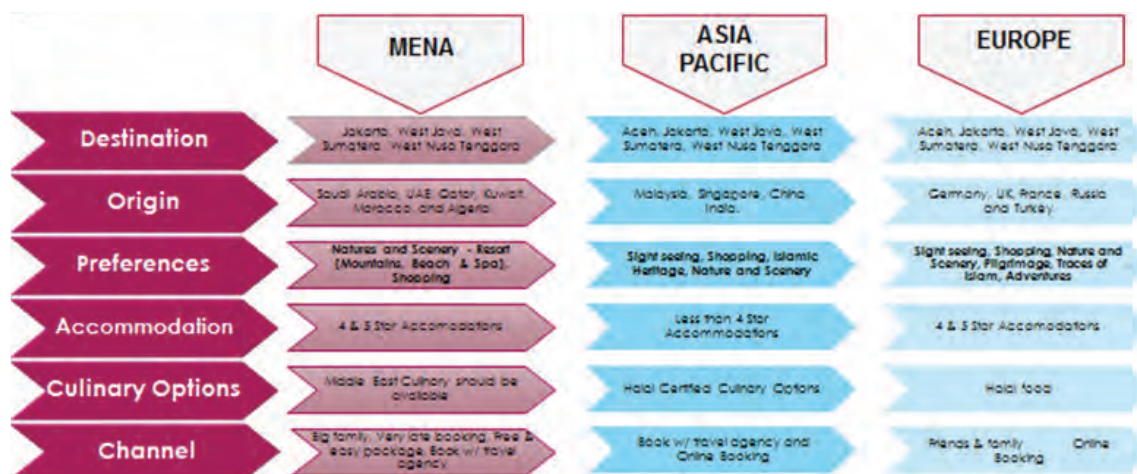 MENA
ASIA
PACIFIC
EUROPE
Destination
Jakarta, West Java, West
Sumatera, West Nusa Tenggara
Aceh, Jakarta, West Java, West
Sumatera, West Nusa Tenggara
Aceh, Jakarta, West Java, West
Sumatera, West Nusa Tenggara
Origin
Saudi Arabia, UAE, Qatar, Kuwait,
Morocco, and Algeria.
Malaysia, Singapore, China,
India.
Germany, UK, France, Russia
and Turkey.
Preferences
Natures and Scenery - Resort
(Mountains, Beach & Spa),
Shopping
Sight seeing, Shopping, Islamic
Heritage, Nature and Scenery
Sight seeing, Shopping, Nature and
Scenery, Pilgrimage, Traces of
Islam, Adventures
Accommodation
4 & 5 Star Accomodations
Less than 4 Star
Accommodations
4 & 5 Star Accomodations
Culinary Options
Middle East Culinary should be
available
Halal Certified Culinary Options
Halal food
Channel
Big family, Very late booking, Free &
easy package, Book w/ travel
agency
Book w/ travel agency and
Online Booking
Friends & family Online
Booking